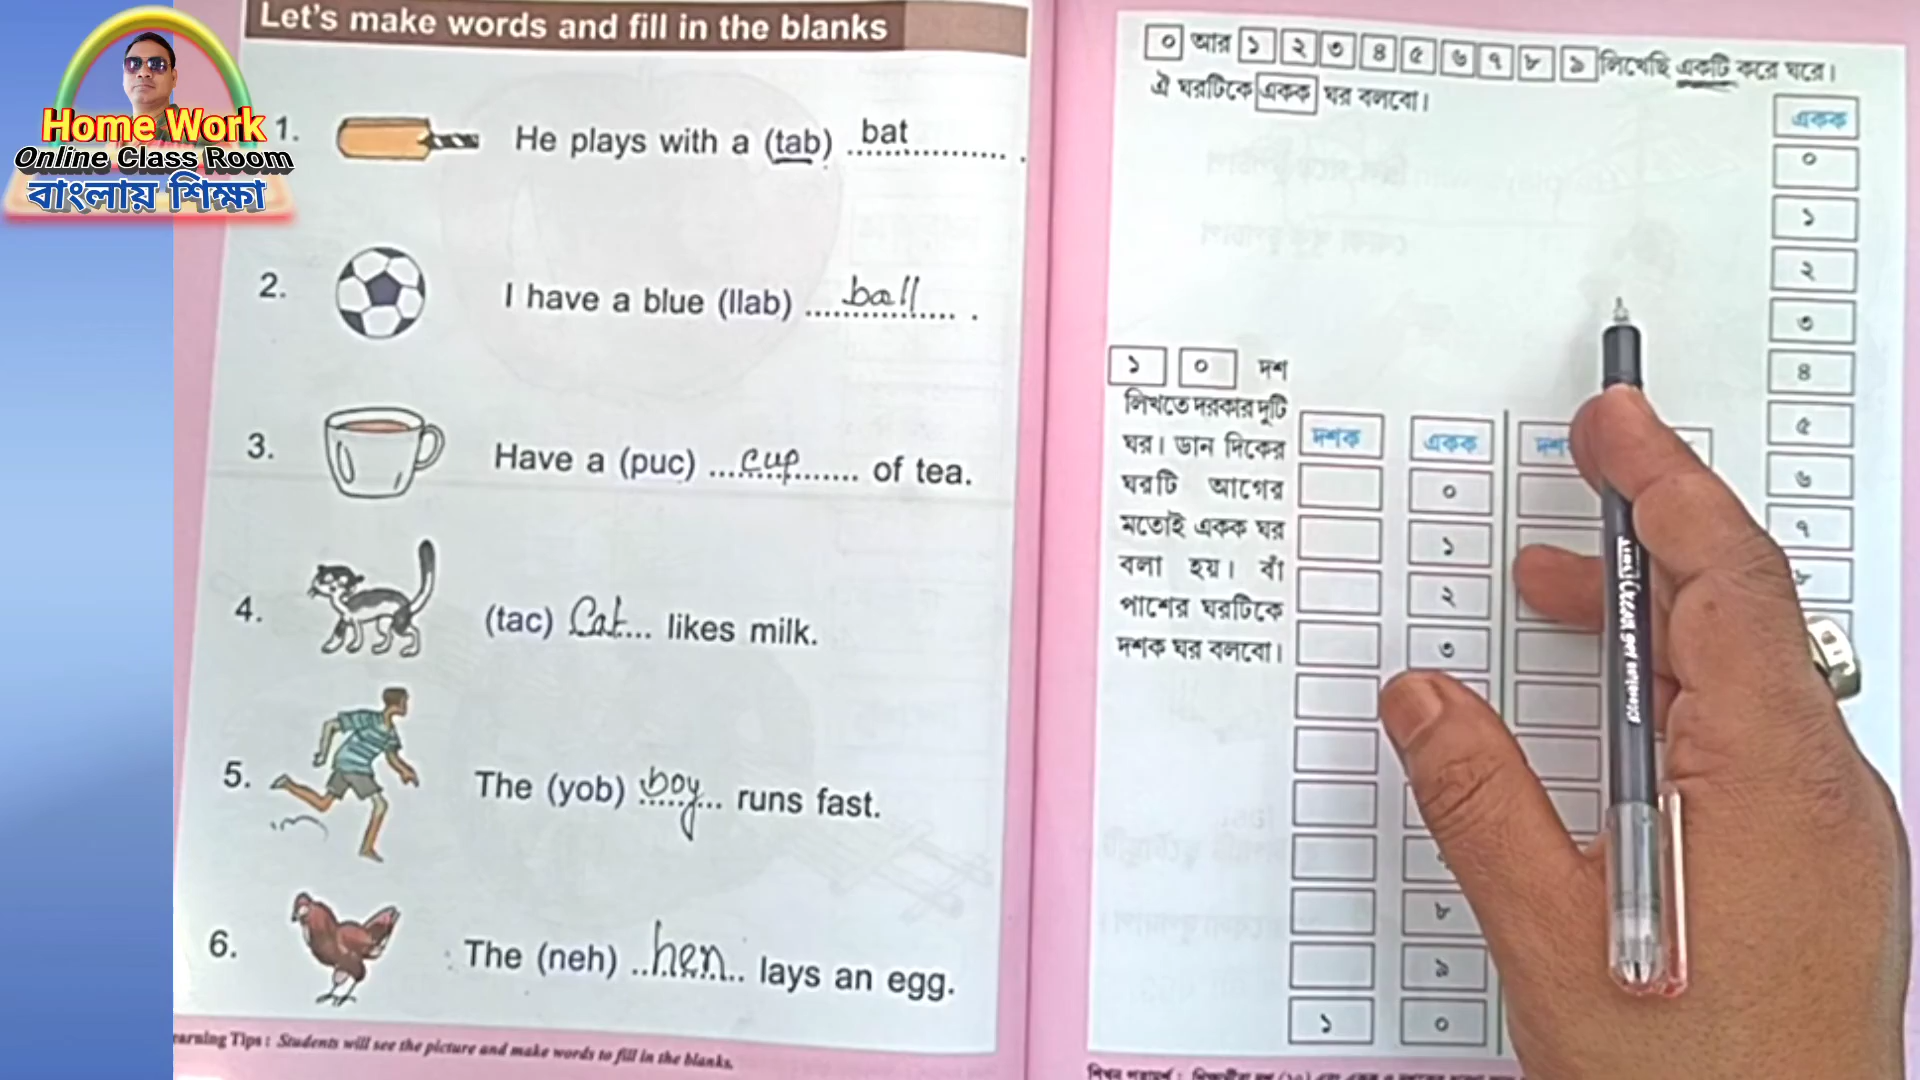 Home Work
Online Class Room
বাংলায় শিক্ষা
Let's make words and fill in the blanks
1. He plays with a (tab) bat .
2. I have a blue (llab) ball .
3. Have a (puc) cup of tea.
4. (tac) Cat likes milk.
5. The (yob) boy runs fast.
6. The (neh) hen lays an egg.
earning Tips : Students will see the picture and make words to fill in the blanks.
০ আর ১ ২ ৩ ৪ ৫ ৬ ৭ ৮ ৯ লিখেছি একটি করে ঘরে।
ঐ ঘরটিকে একক ঘর বলবো।
একক
০
১
২
৩
৪
৫
৬
৭
৮
১ ০ দশ
লিখতে দরকার দুটি
ঘর। ডান দিকের
ঘরটি আগের
মতোই একক ঘর
বলা হয়। বাঁ
পাশের ঘরটিকে
দশক ঘর বলবো।
দশক একক
০
১
২
৩
৮
৯
১ ০